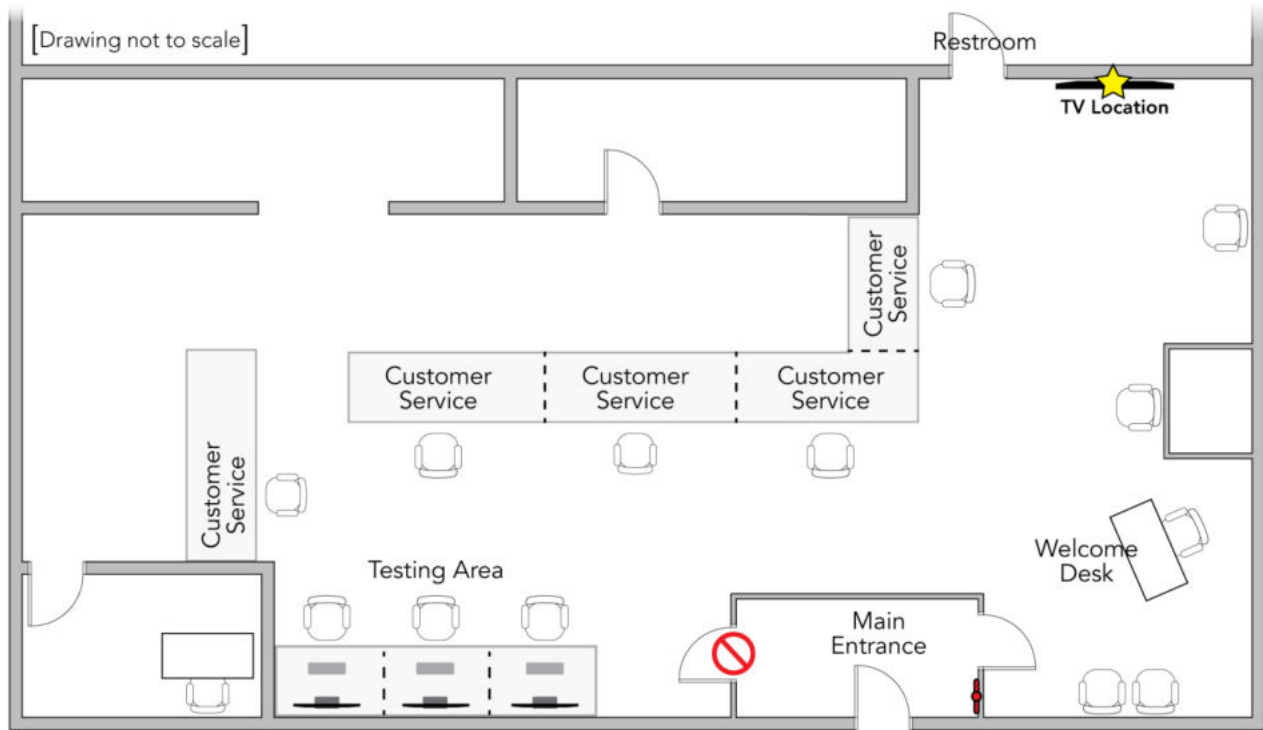 [Drawing not to scale]
Restroom
TV Location
Customer
Service
Customer
Service
Customer
Service
Customer
Service
Customer
Service
Testing Area
Welcome
Desk
Main
Entrance